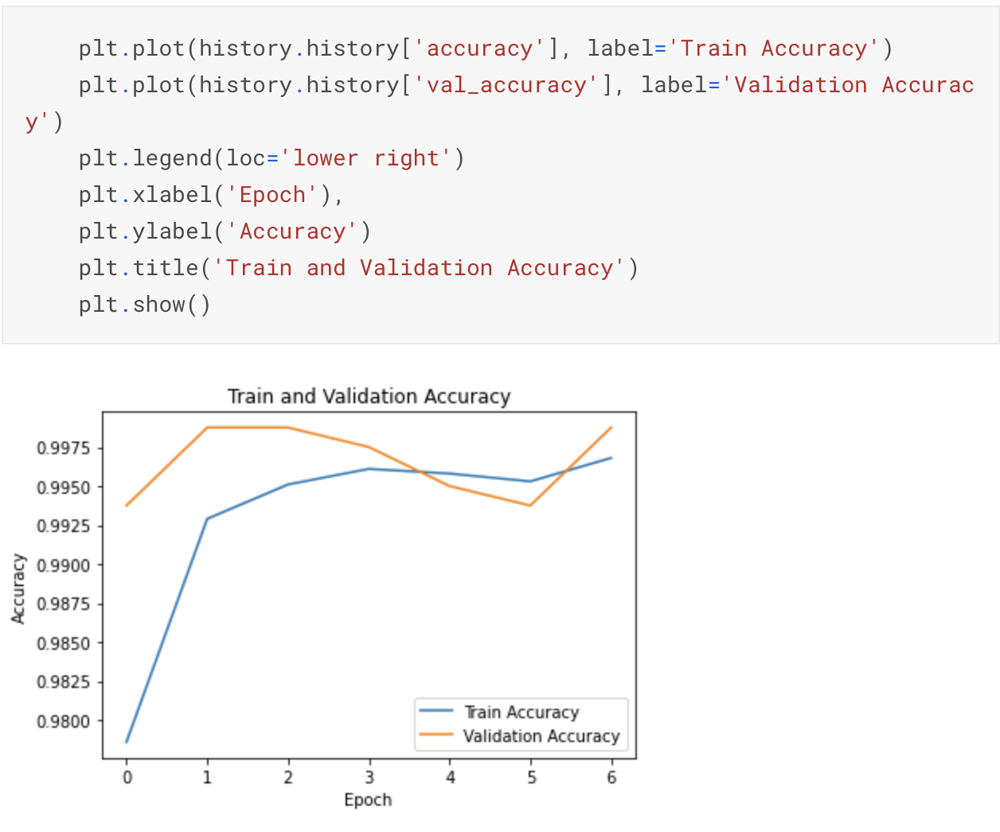 plt.plot(history.history['accuracy'], label='Train Accuracy')
plt.plot(history.history['val_accuracy'], label='Validation Accurac
y')
plt.legend(loc='lower right')
plt.xlabel('Epoch'),
plt.ylabel('Accuracy')
plt.title('Train and Validation Accuracy')
plt.show()
Train and Validation Accuracy
0.9975
0.9950
0.9925
0.9900
0.9875
0.9850
0.9825
0.9800
Accuracy
Train Accuracy
Validation Accuracy
0 1 2 3 4 5 6
Epoch